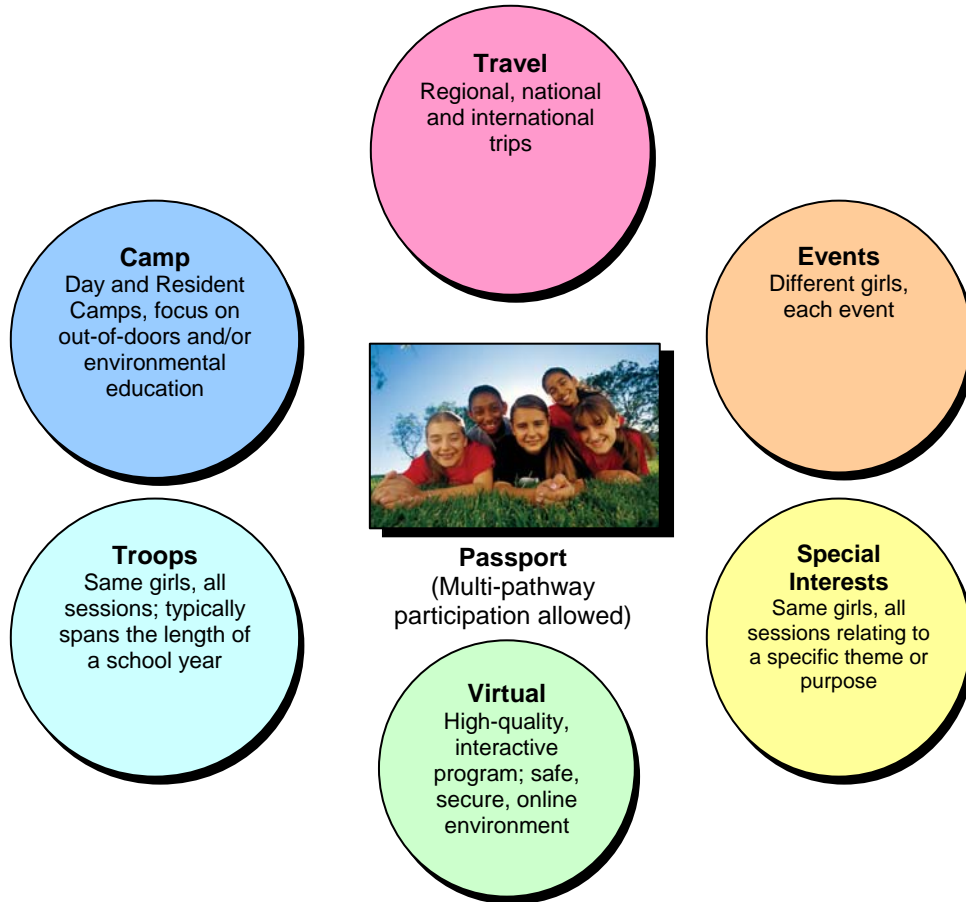 Travel
Regional, national
and international
trips
Camp
Day and Resident
Camps, focus on
out-of-doors and/or
environmental
education
Events
Different girls,
each event
Troops
Same girls, all
sessions; typically
spans the length of
a school year
Passport
(Multi-pathway
participation allowed)
Special
Interests
Same girls, all
sessions relating to
a specific theme or
purpose
Virtual
High-quality,
interactive
program; safe,
secure, online
environment